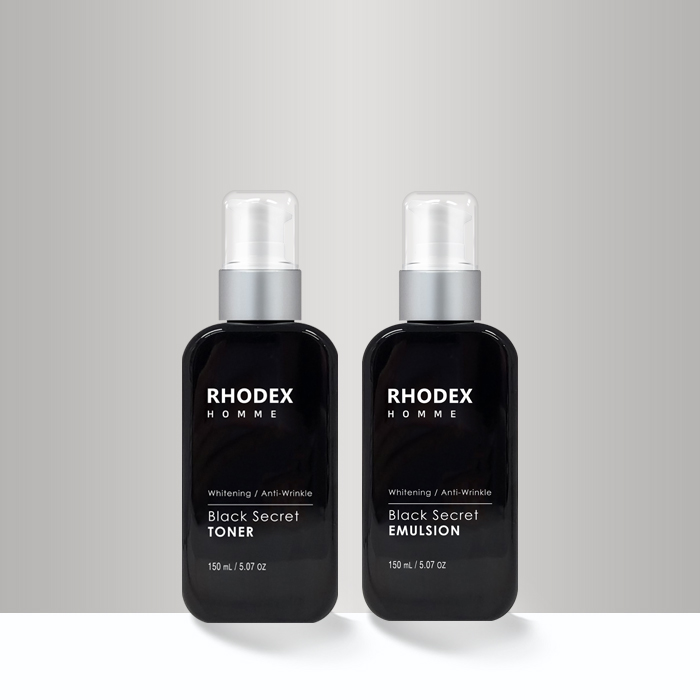 RHODEX
HOMME
Whitening / Anti-Wrinkle
Black Secret
TONER
150 mL / 5.07 oz
RHODEX
HOMME
Whitening / Anti-Wrinkle
Black Secret
EMULSION
150 mL / 5.07 oz